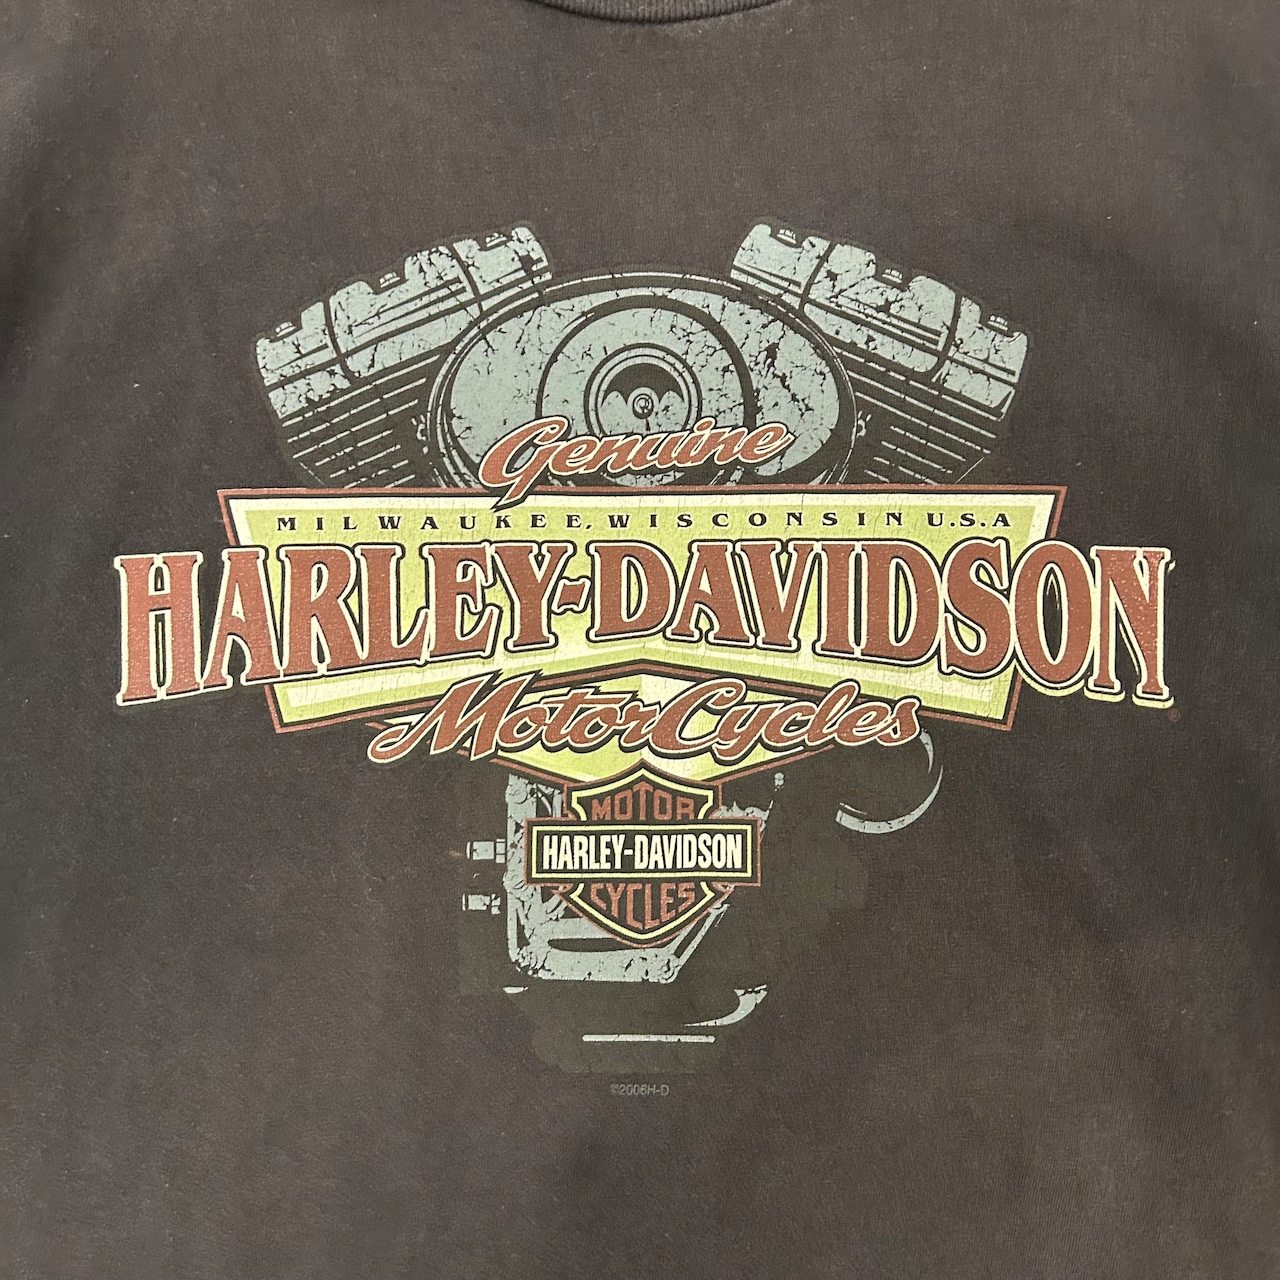 Genuine
MILWAUKEE, WISCONSIN U.S.A
HARLEY-DAVIDSON
MotorCycles
MOTOR
HARLEY-DAVIDSON
CYCLES
©2006H-D